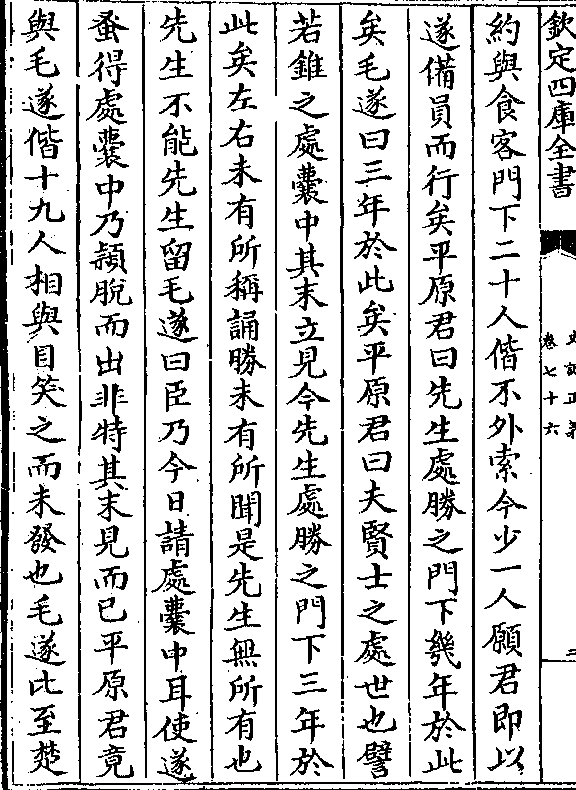 欽定四庫全書
史記正義
卷七十六
二
約與食客門下二十人偕不外索今少一人願君即以
遂備員而行矣平原君曰先生處勝之門下幾年於此
矣毛遂曰三年於此矣平原君曰夫賢士之處世也譬
若錐之處囊中其末立見今先生處勝之門下三年於
此矣左右未有所稱誦勝未有所聞是先生無所有也
先生不能先生留毛遂曰臣乃今日請處囊中耳使遂
蚤得處囊中乃穎脫而出非特其末見而已平原君竟
與毛遂偕十九人相與目笑之而未發也毛遂比至楚